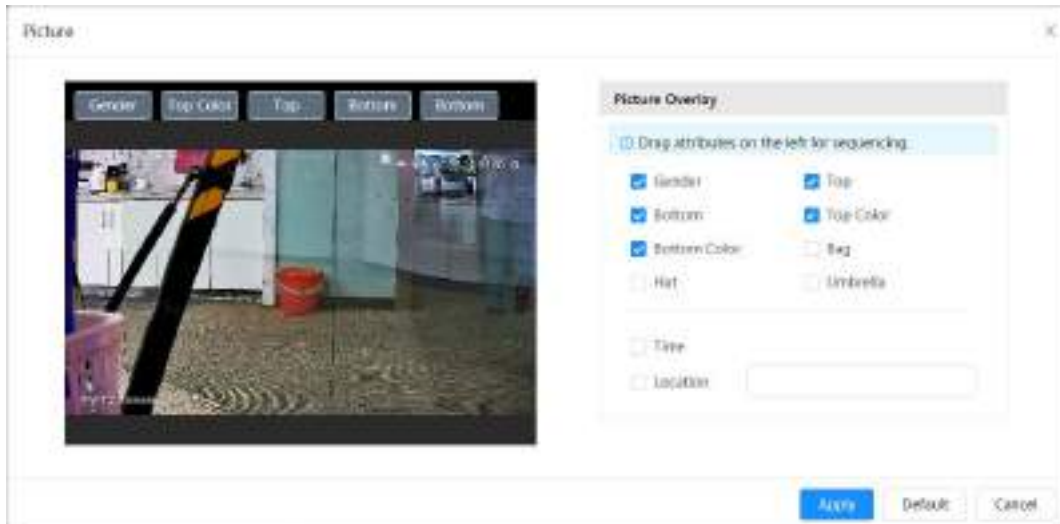 Picture
Gender Top Color Top Bottom Bottom
Picture Overlay
Drag attributes on the left for sequencing.
Gender Top
Bottom Top Color
Bottom Color Bag
Hat Umbrella
Time
Location
Apply Default Cancel